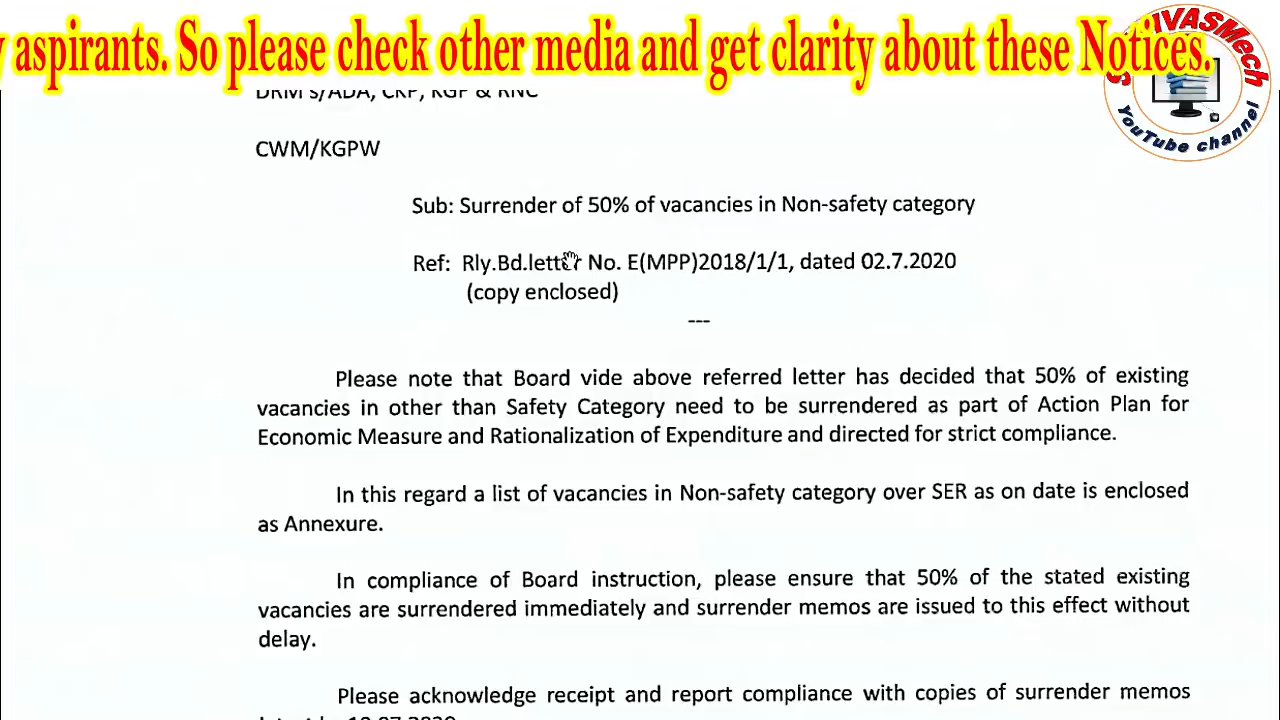 aspirants. So please check other media and get clarity about these Notices.
YouTube channel
DRM's/ADA, CKP, KGP & RNC
CWM/KGPW
Sub: Surrender of 50% of vacancies in Non-safety category
Ref: Rly.Bd.letter No. E(MPP)2018/1/1, dated 02.7.2020
(copy enclosed)
---
Please note that Board vide above referred letter has decided that 50% of existing
vacancies in other than Safety Category need to be surrendered as part of Action Plan for
Economic Measure and Rationalization of Expenditure and directed for strict compliance.
In this regard a list of vacancies in Non-safety category over SER as on date is enclosed
as Annexure.
In compliance of Board instruction, please ensure that 50% of the stated existing
vacancies are surrendered immediately and surrender memos are issued to this effect without
delay.
Please acknowledge receipt and report compliance with copies of surrender memos